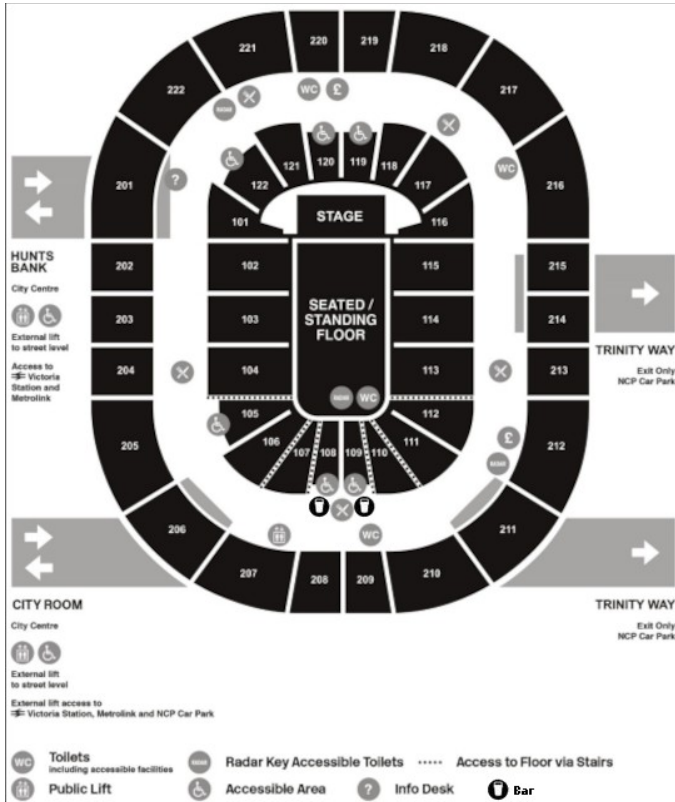 221 220 219 218
222 217
WC £
RADAR
121 120 119 118
122 117
WC
201 ? 101 STAGE 116 216
HUNTS
BANK
City Centre
External lift
to street level
Access to
Victoria
Station and
Metrolink
202 102 115 215
SEATED /
STANDING
FLOOR
203 103 114 214
TRINITY WAY
Exit Only
NCP Car Park
204 104 113 213
RADAR WC
205 105 112 212
106 107 108 109 110 111
£
RADAR
206 WC 211
207 208 209 210
CITY ROOM
City Centre
External lift
to street level
External lift access to
Victoria Station, Metrolink and NCP Car Park
TRINITY WAY
Exit Only
NCP Car Park
WC Toilets
including accessible facilities
RADAR Radar Key Accessible Toilets
Access to Floor via Stairs
Public Lift
Accessible Area
? Info Desk
Bar